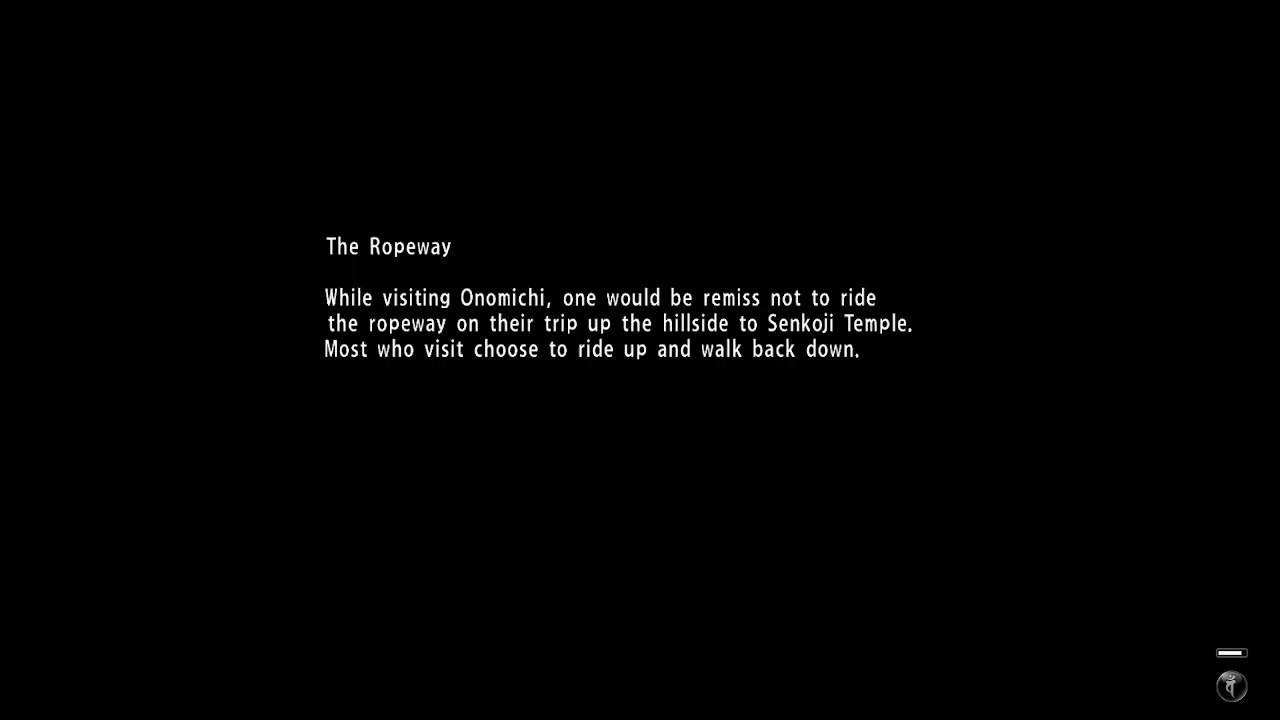 The Ropeway
While visiting Onomichi, one would be remiss not to ride
the ropeway on their trip up the hillside to Senkoji Temple.
Most who visit choose to ride up and walk back down.